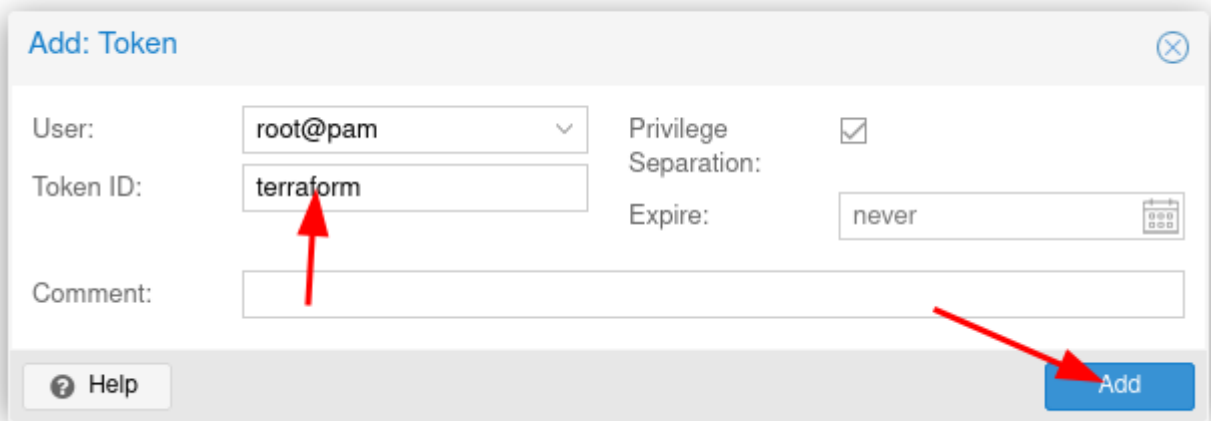 Add: Token
User:
root@pam
Token ID:
terraform
Privilege
Separation:
Expire:
never
Comment:
Help
Add